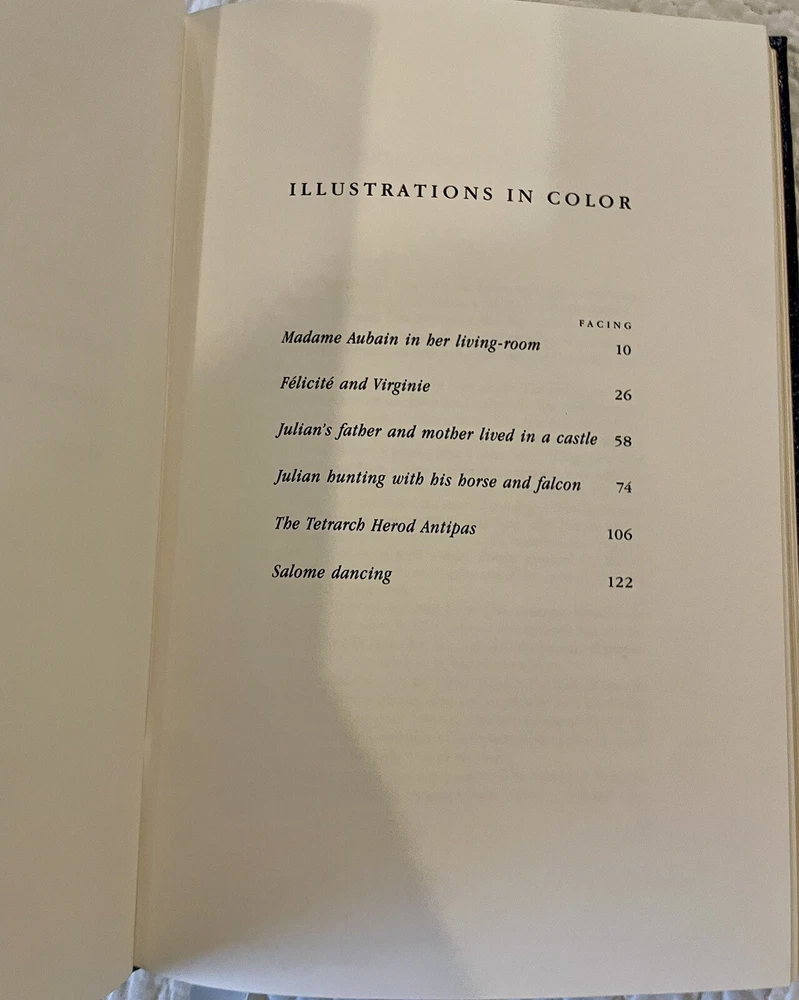 ILLUSTRATIONS IN COLOR
FACING
Madame Aubain in her living-room 10
Félicité and Virginie 26
Julian's father and mother lived in a castle 58
Julian hunting with his horse and falcon 74
The Tetrarch Herod Antipas 106
Salome dancing 122